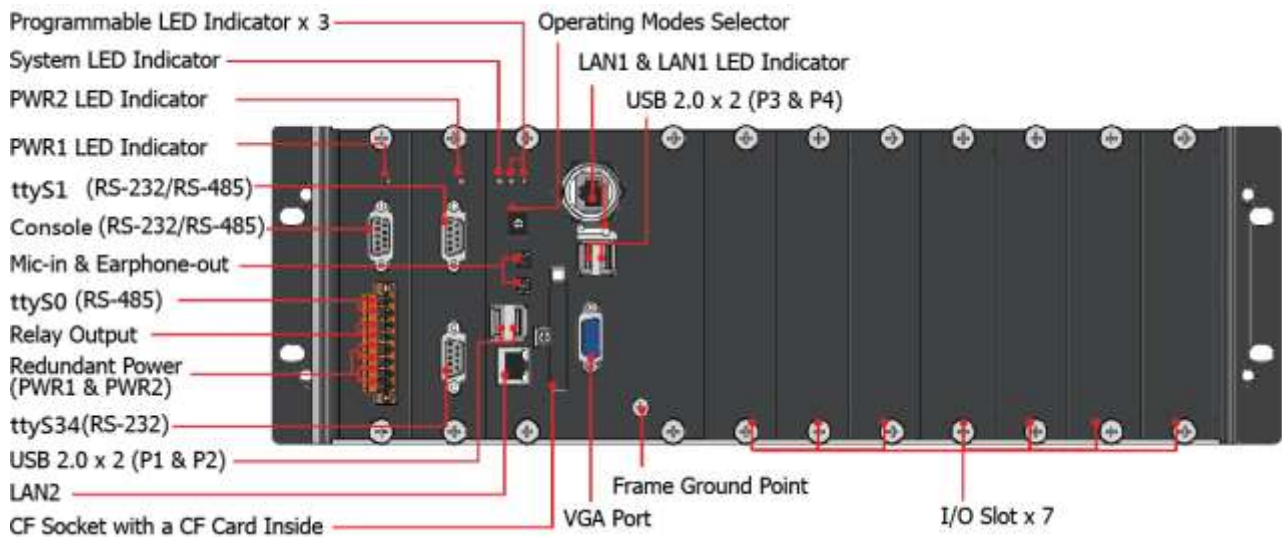 Programmable LED Indicator x 3
System LED Indicator
PWR2 LED Indicator
PWR1 LED Indicator
ttyS1 (RS-232/RS-485)
Console (RS-232/RS-485)
Mic-in & Earphone-out
ttyS0 (RS-485)
Relay Output
Redundant Power
(PWR1 & PWR2)
ttyS34(RS-232)
USB 2.0 x 2 (P1 & P2)
LAN2
CF Socket with a CF Card Inside
Operating Modes Selector
LAN1 & LAN1 LED Indicator
USB 2.0 x 2 (P3 & P4)
Frame Ground Point
VGA Port
I/O Slot x 7